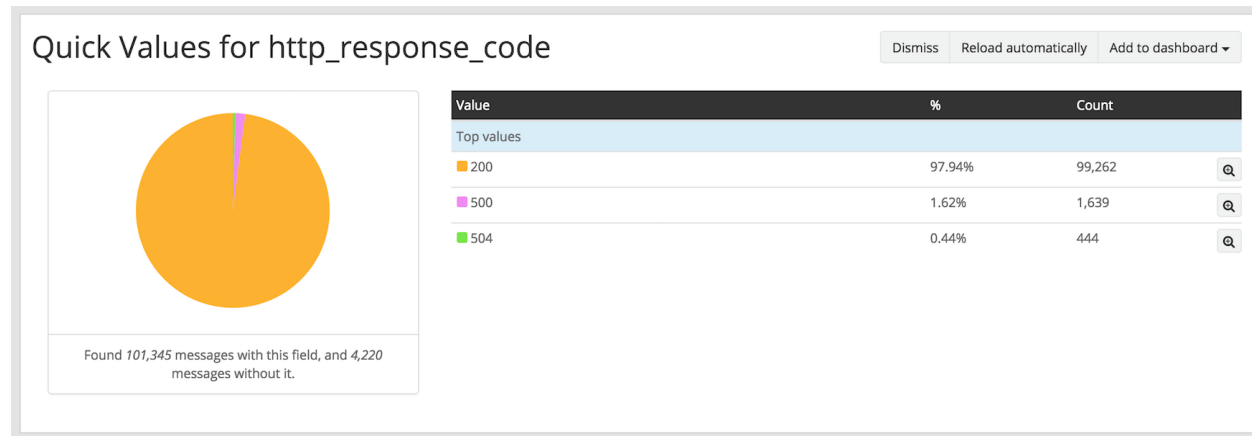 Quick Values for http_response_code
Dismiss Reload automatically Add to dashboard
Value % Count
Top values
200 97.94% 99,262
500 1.62% 1,639
504 0.44% 444
Found 101,345 messages with this field, and 4,220
messages without it.